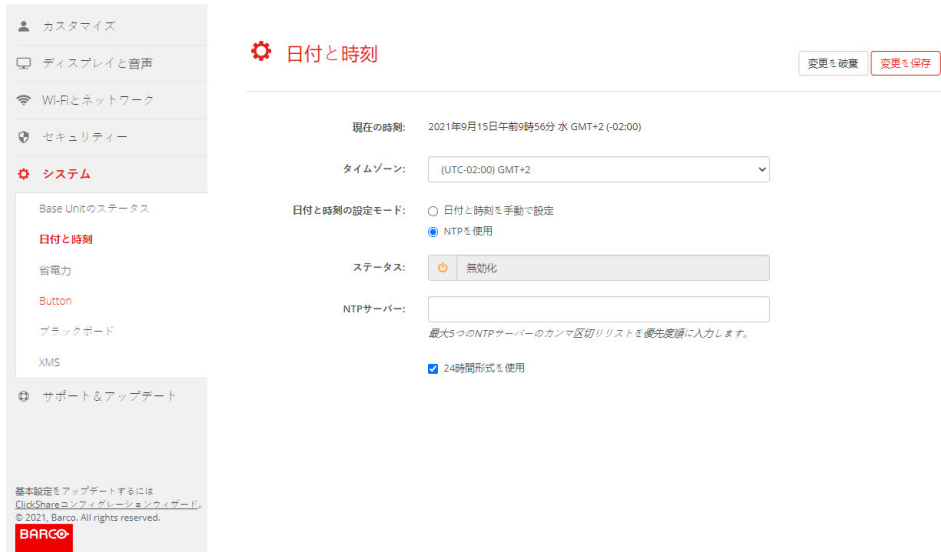 カスタマイズ
ディスプレイと音声
Wi-Fiとネットワーク
セキュリティー
システム
Base Unitのステータス
日付と時刻
省電力
Button
ブラックボード
XMS
サポート＆アップデート
基本設定をアップデートするには
ClickShareコンフィグレーションウィザード。
© 2021, Barco. All rights reserved.
BARCO
日付と時刻
変更を破棄
変更を保存
現在の時刻: 2021年9月15日午前9時56分 水 GMT+2 (-02:00)
タイムゾーン: (UTC-02:00) GMT+2
日付と時刻の設定モード: 日付と時刻を手動で設定
NTPを使用
ステータス: 無効化
NTPサーバー:
最大5つのNTPサーバーのカンマ区切りリストを優先度順に入力します。
24時間形式を使用